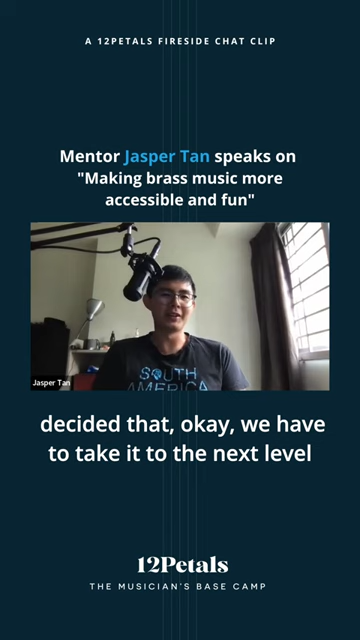 A 12PETALS FIRESIDE CHAT CLIP
Mentor Jasper Tan speaks on
"Making brass music more
accessible and fun"
SOUTH
AMERICA
Jasper Tan
decided that, okay, we have
to take it to the next level
12Petals
THE MUSICIAN'S BASE CAMP